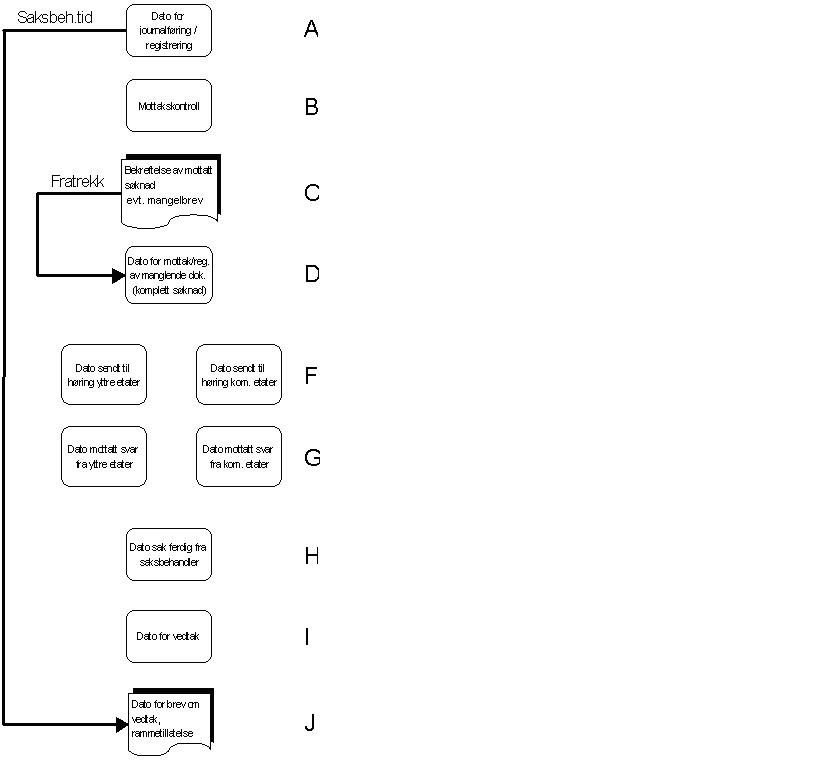 Saksbeh.tid
Dato for
journalføring /
registrering
A
Mottakskontroll
B
Fratrekk
Bekreftelse av mottatt
søknad
evt. mangelbrev
C
Dato for mottak/reg.
av manglende dok.
(komplett søknad)
D
Dato sendt til
høring yttre etater
Dato sendt til
høring kom. etater
F
Dato mottatt svar
fra yttre etater
Dato mottatt svar
fra kom. etater
G
Dato sak ferdig fra
saksbehandler
H
Dato for vedtak
I
Dato for brev om
vedtak,
rammetillatelse
J